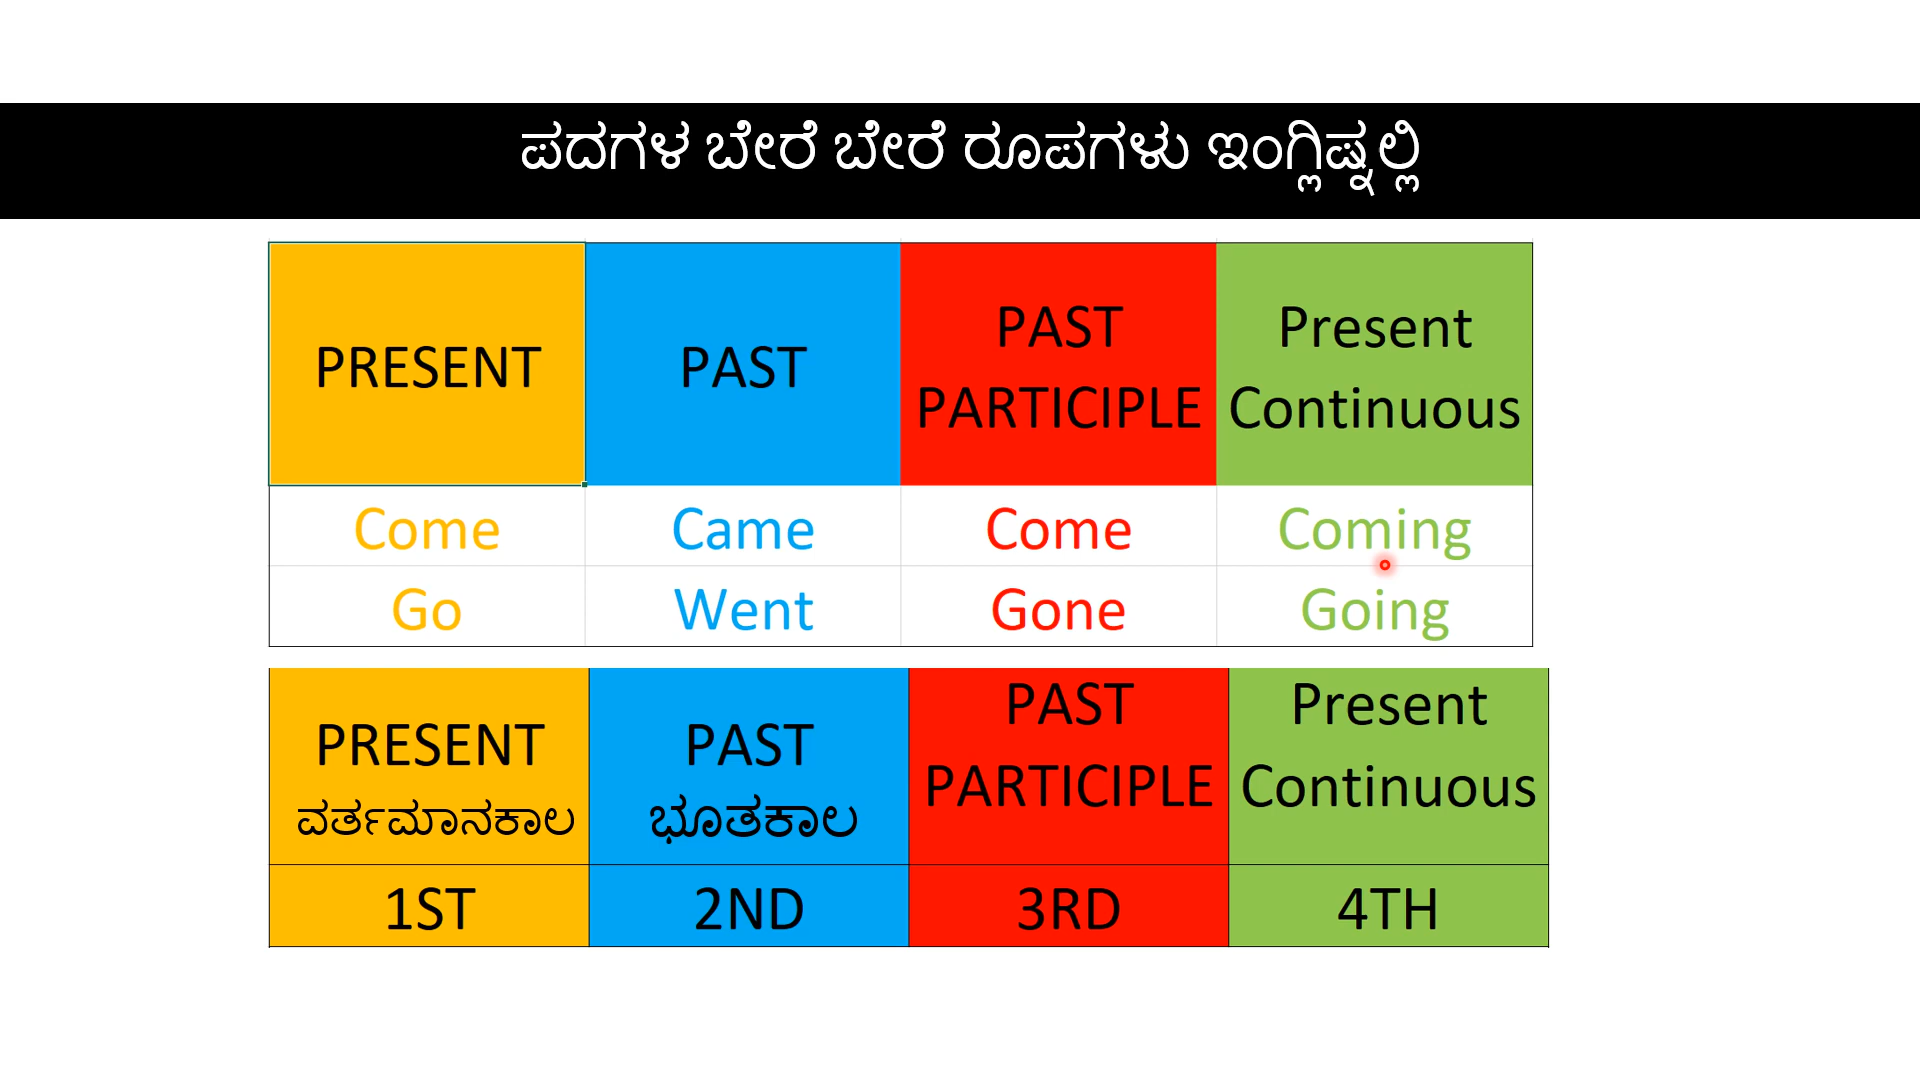 ಪದಗಳ ಬೇರೆ ಬೇರೆ ರೂಪಗಳು ಇಂಗ್ಲಿಷ್ನಲ್ಲಿ
PRESENT PAST PAST PARTICIPLE Present Continuous
Come Came Come Coming
Go Went Gone Going
PRESENT ವರ್ತಮಾನಕಾಲ PAST ಭೂತಕಾಲ PAST PARTICIPLE Present Continuous
1ST 2ND 3RD 4TH